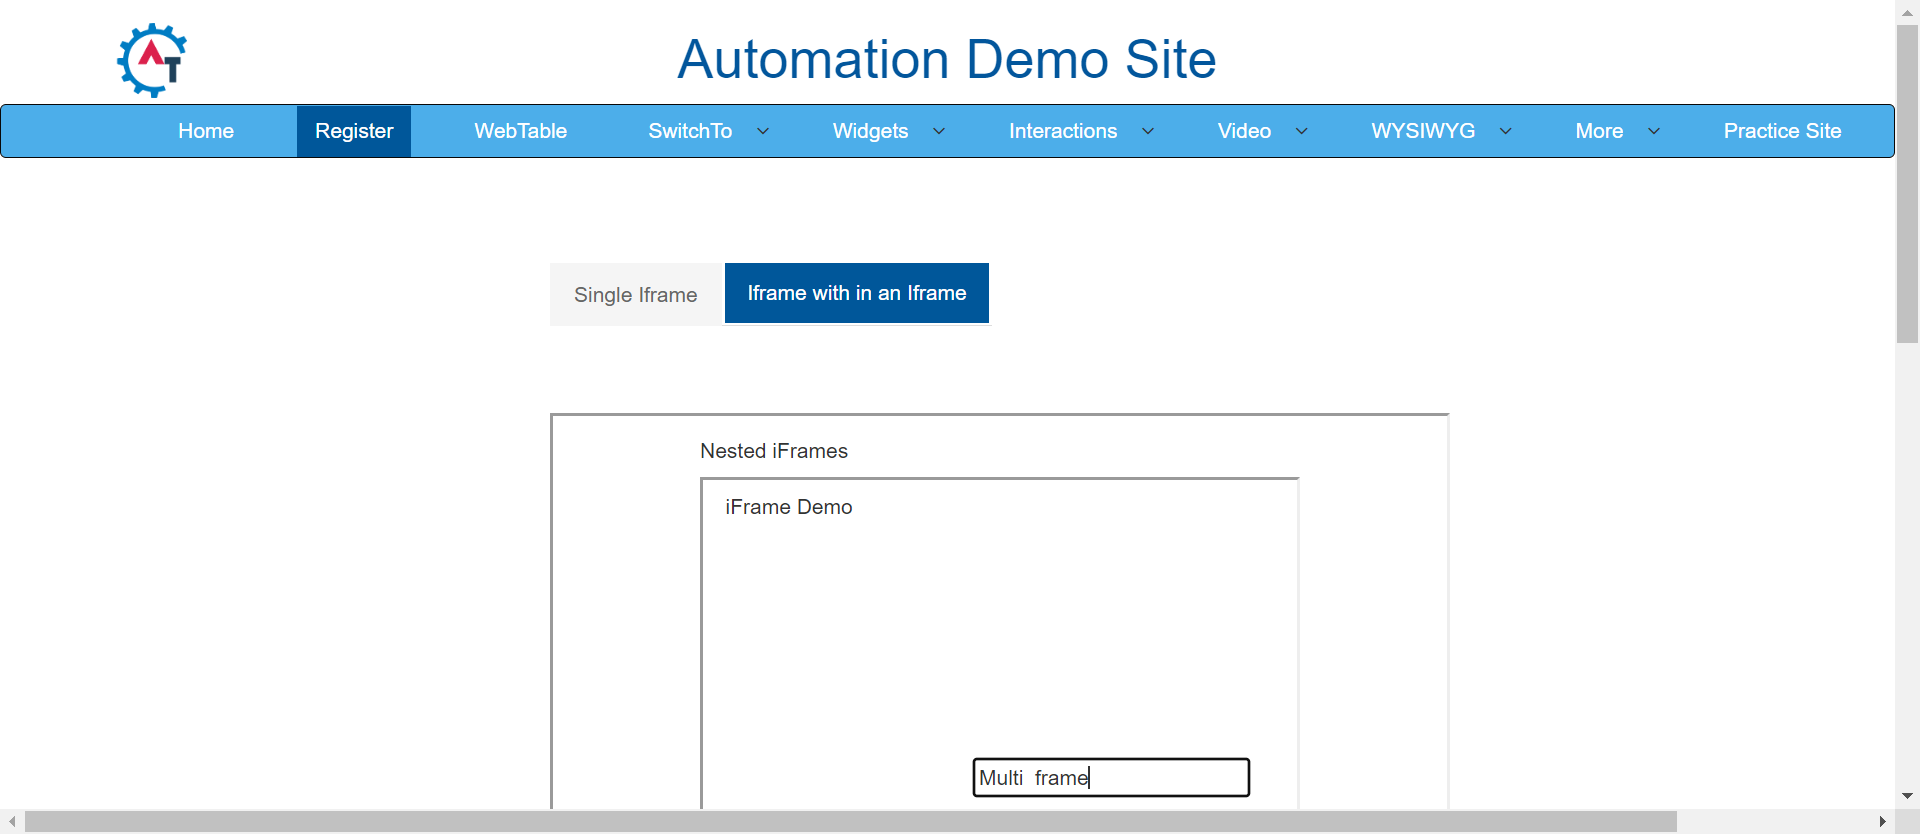 AT
Automation Demo Site
Home Register WebTable SwitchTo Widgets Interactions Video WYSIWYG More Practice Site
Single Iframe Iframe with in an Iframe
Nested iFrames
iFrame Demo
Multi  frame